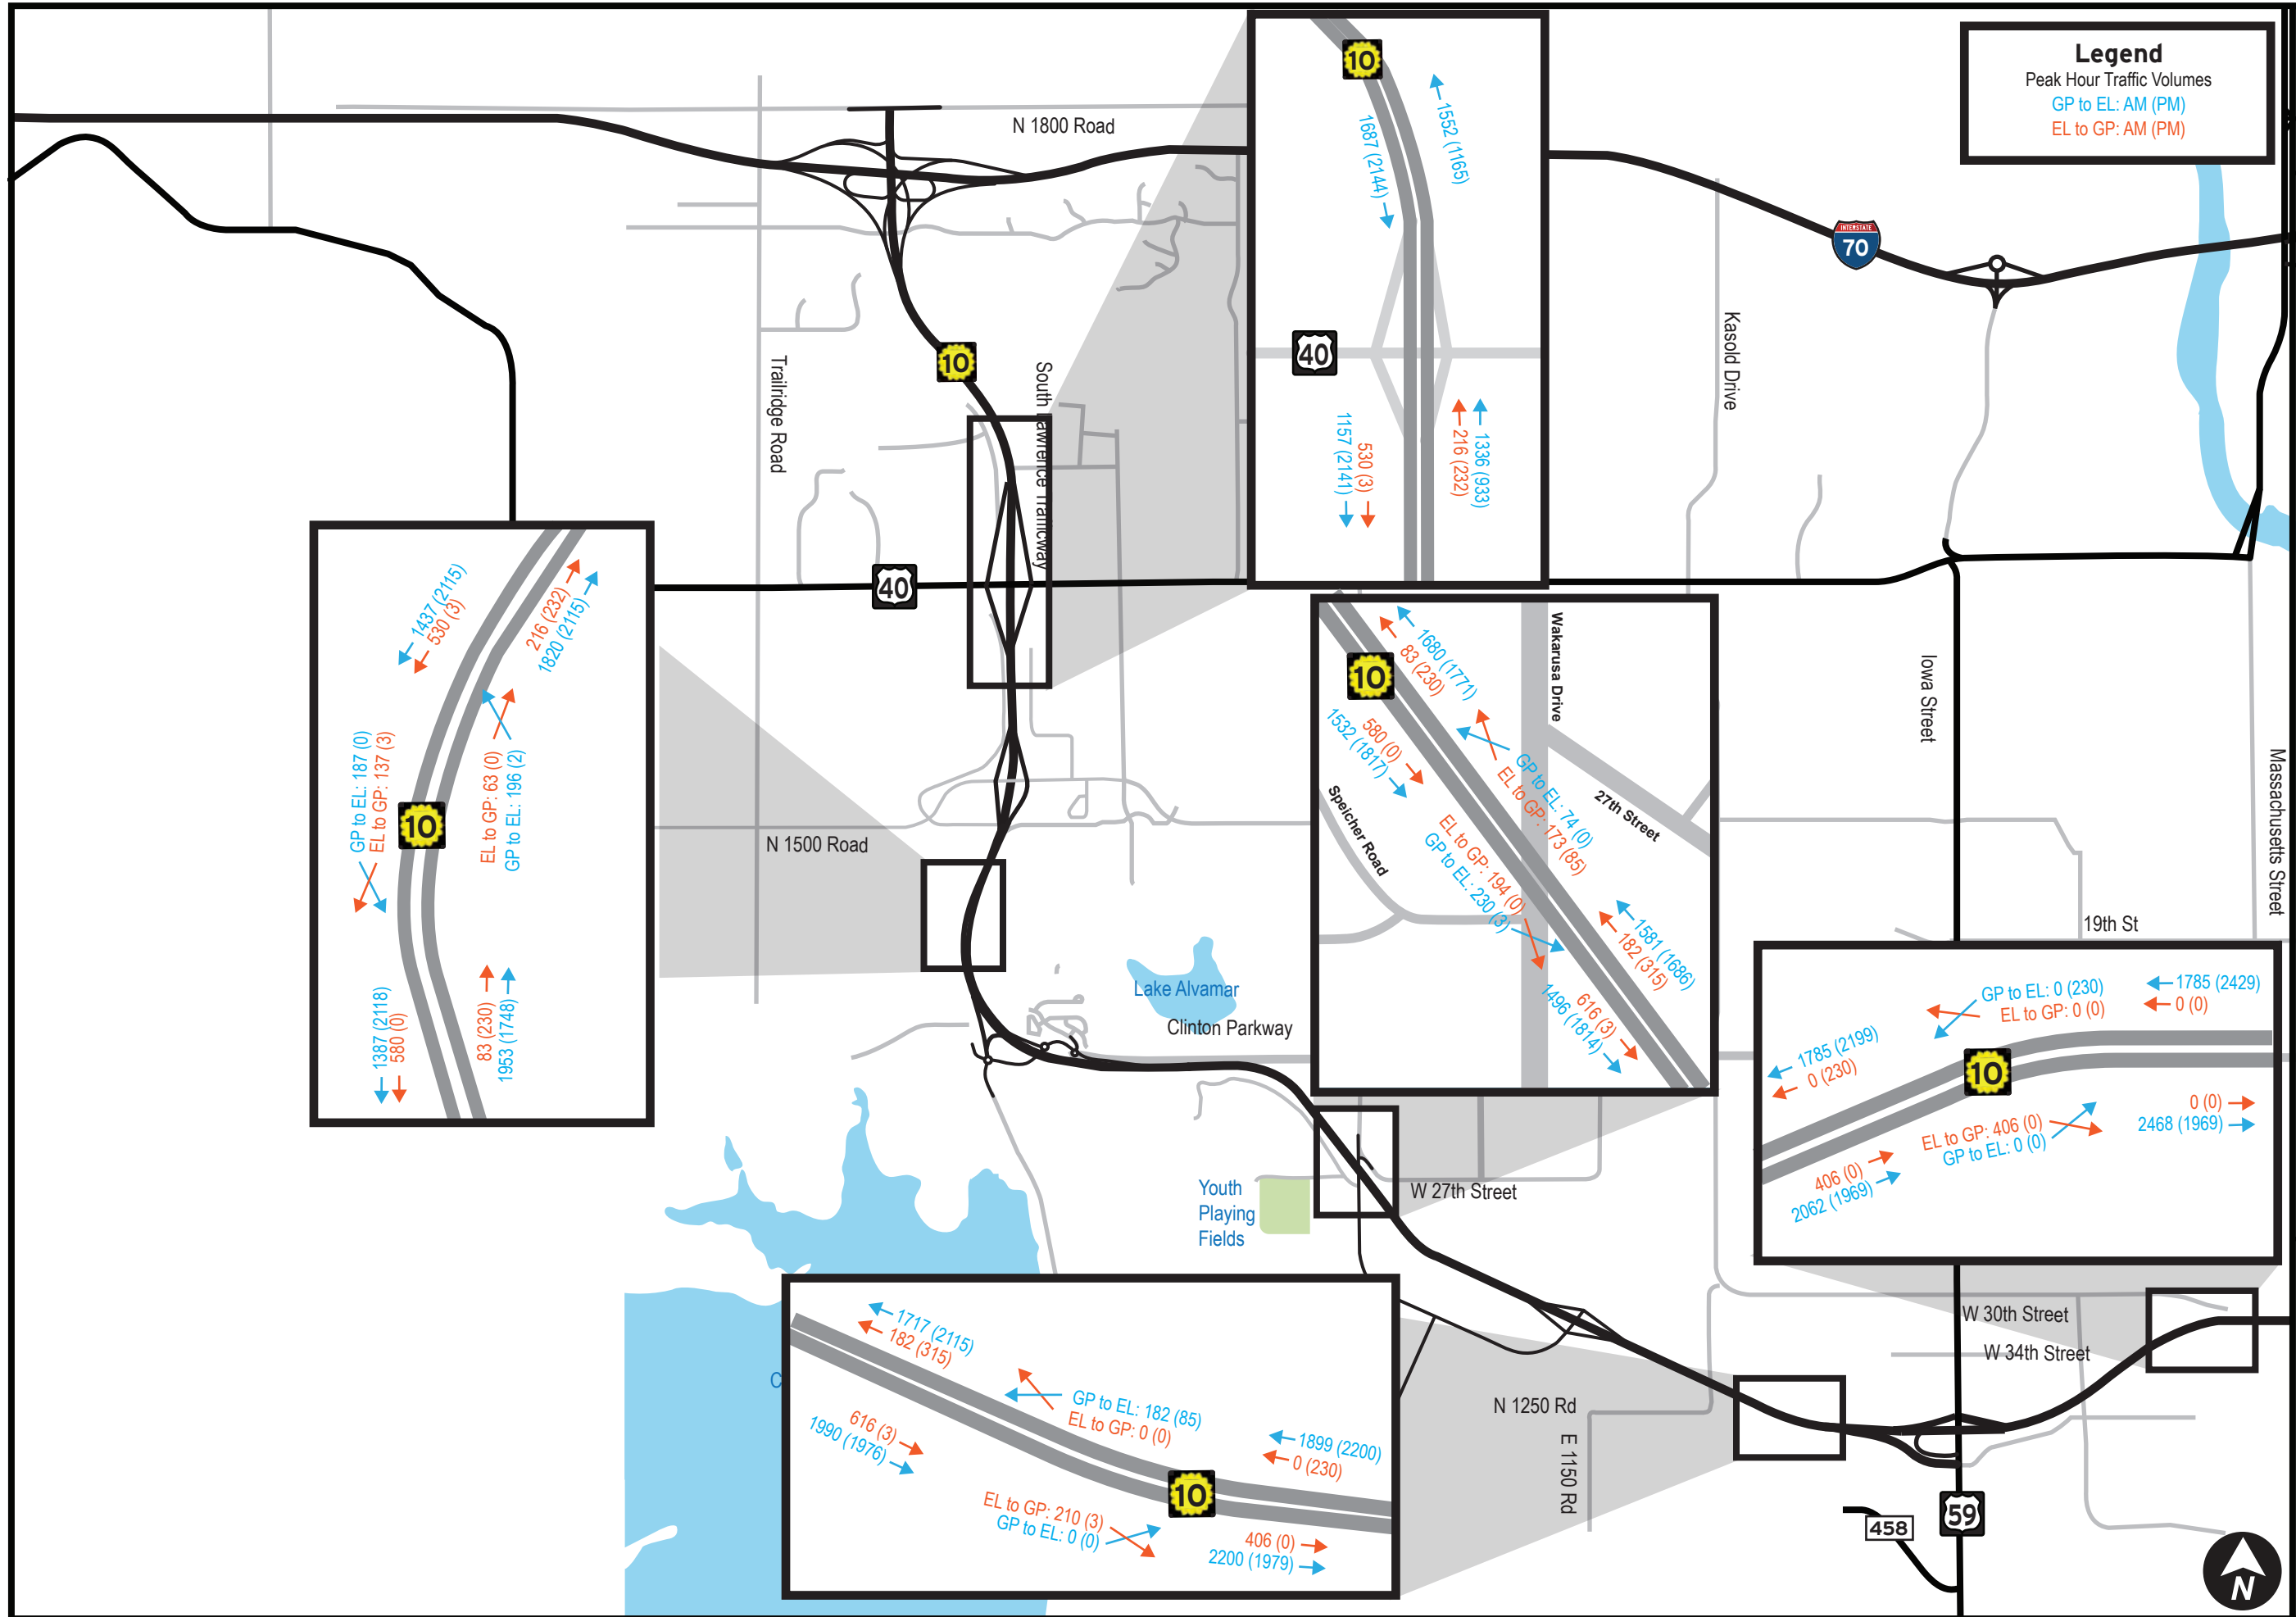 Legend
Peak Hour Traffic Volumes
GP to EL: AM (PM)
EL to GP: AM (PM)
N 1800 Road
10
1552 (1165)
1687 (2144)
40
1157 (2141)
530 (3)
216 (232)
1336 (933)
INTERSTATE
70
Kasold Drive
10
Trailridge Road
South Lawrence Trafficway
40
1437 (2115)
530 (3)
216 (232)
1820 (2115)
GP to EL: 187 (0)
EL to GP: 137 (3)
EL to GP: 63 (0)
GP to EL: 196 (2)
10
1387 (2118)
580 (0)
83 (230)
1953 (1748)
1680 (1771)
83 (230)
10
Wakarusa Drive
580 (0)
1532 (1817)
GP to EL: 74 (0)
EL to GP: 173 (85)
27th Street
Speicher Road
EL to GP: 194 (0)
GP to EL: 230 (3)
1581 (1686)
182 (315)
616 (3)
1496 (1814)
Iowa Street
Massachusetts Street
N 1500 Road
19th St
Lake Alvamar
Clinton Parkway
GP to EL: 0 (230)
EL to GP: 0 (0)
1785 (2429)
0 (0)
1785 (2199)
0 (230)
10
EL to GP: 406 (0)
GP to EL: 0 (0)
0 (0)
2468 (1969)
406 (0)
2062 (1969)
Youth
Playing
Fields
W 27th Street
W 30th Street
W 34th Street
C
1717 (2115)
182 (315)
GP to EL: 182 (85)
EL to GP: 0 (0)
616 (3)
1990 (1976)
1899 (2200)
0 (230)
10
EL to GP: 210 (3)
GP to EL: 0 (0)
406 (0)
2200 (1979)
N 1250 Rd
E 1150 Rd
458
59
N